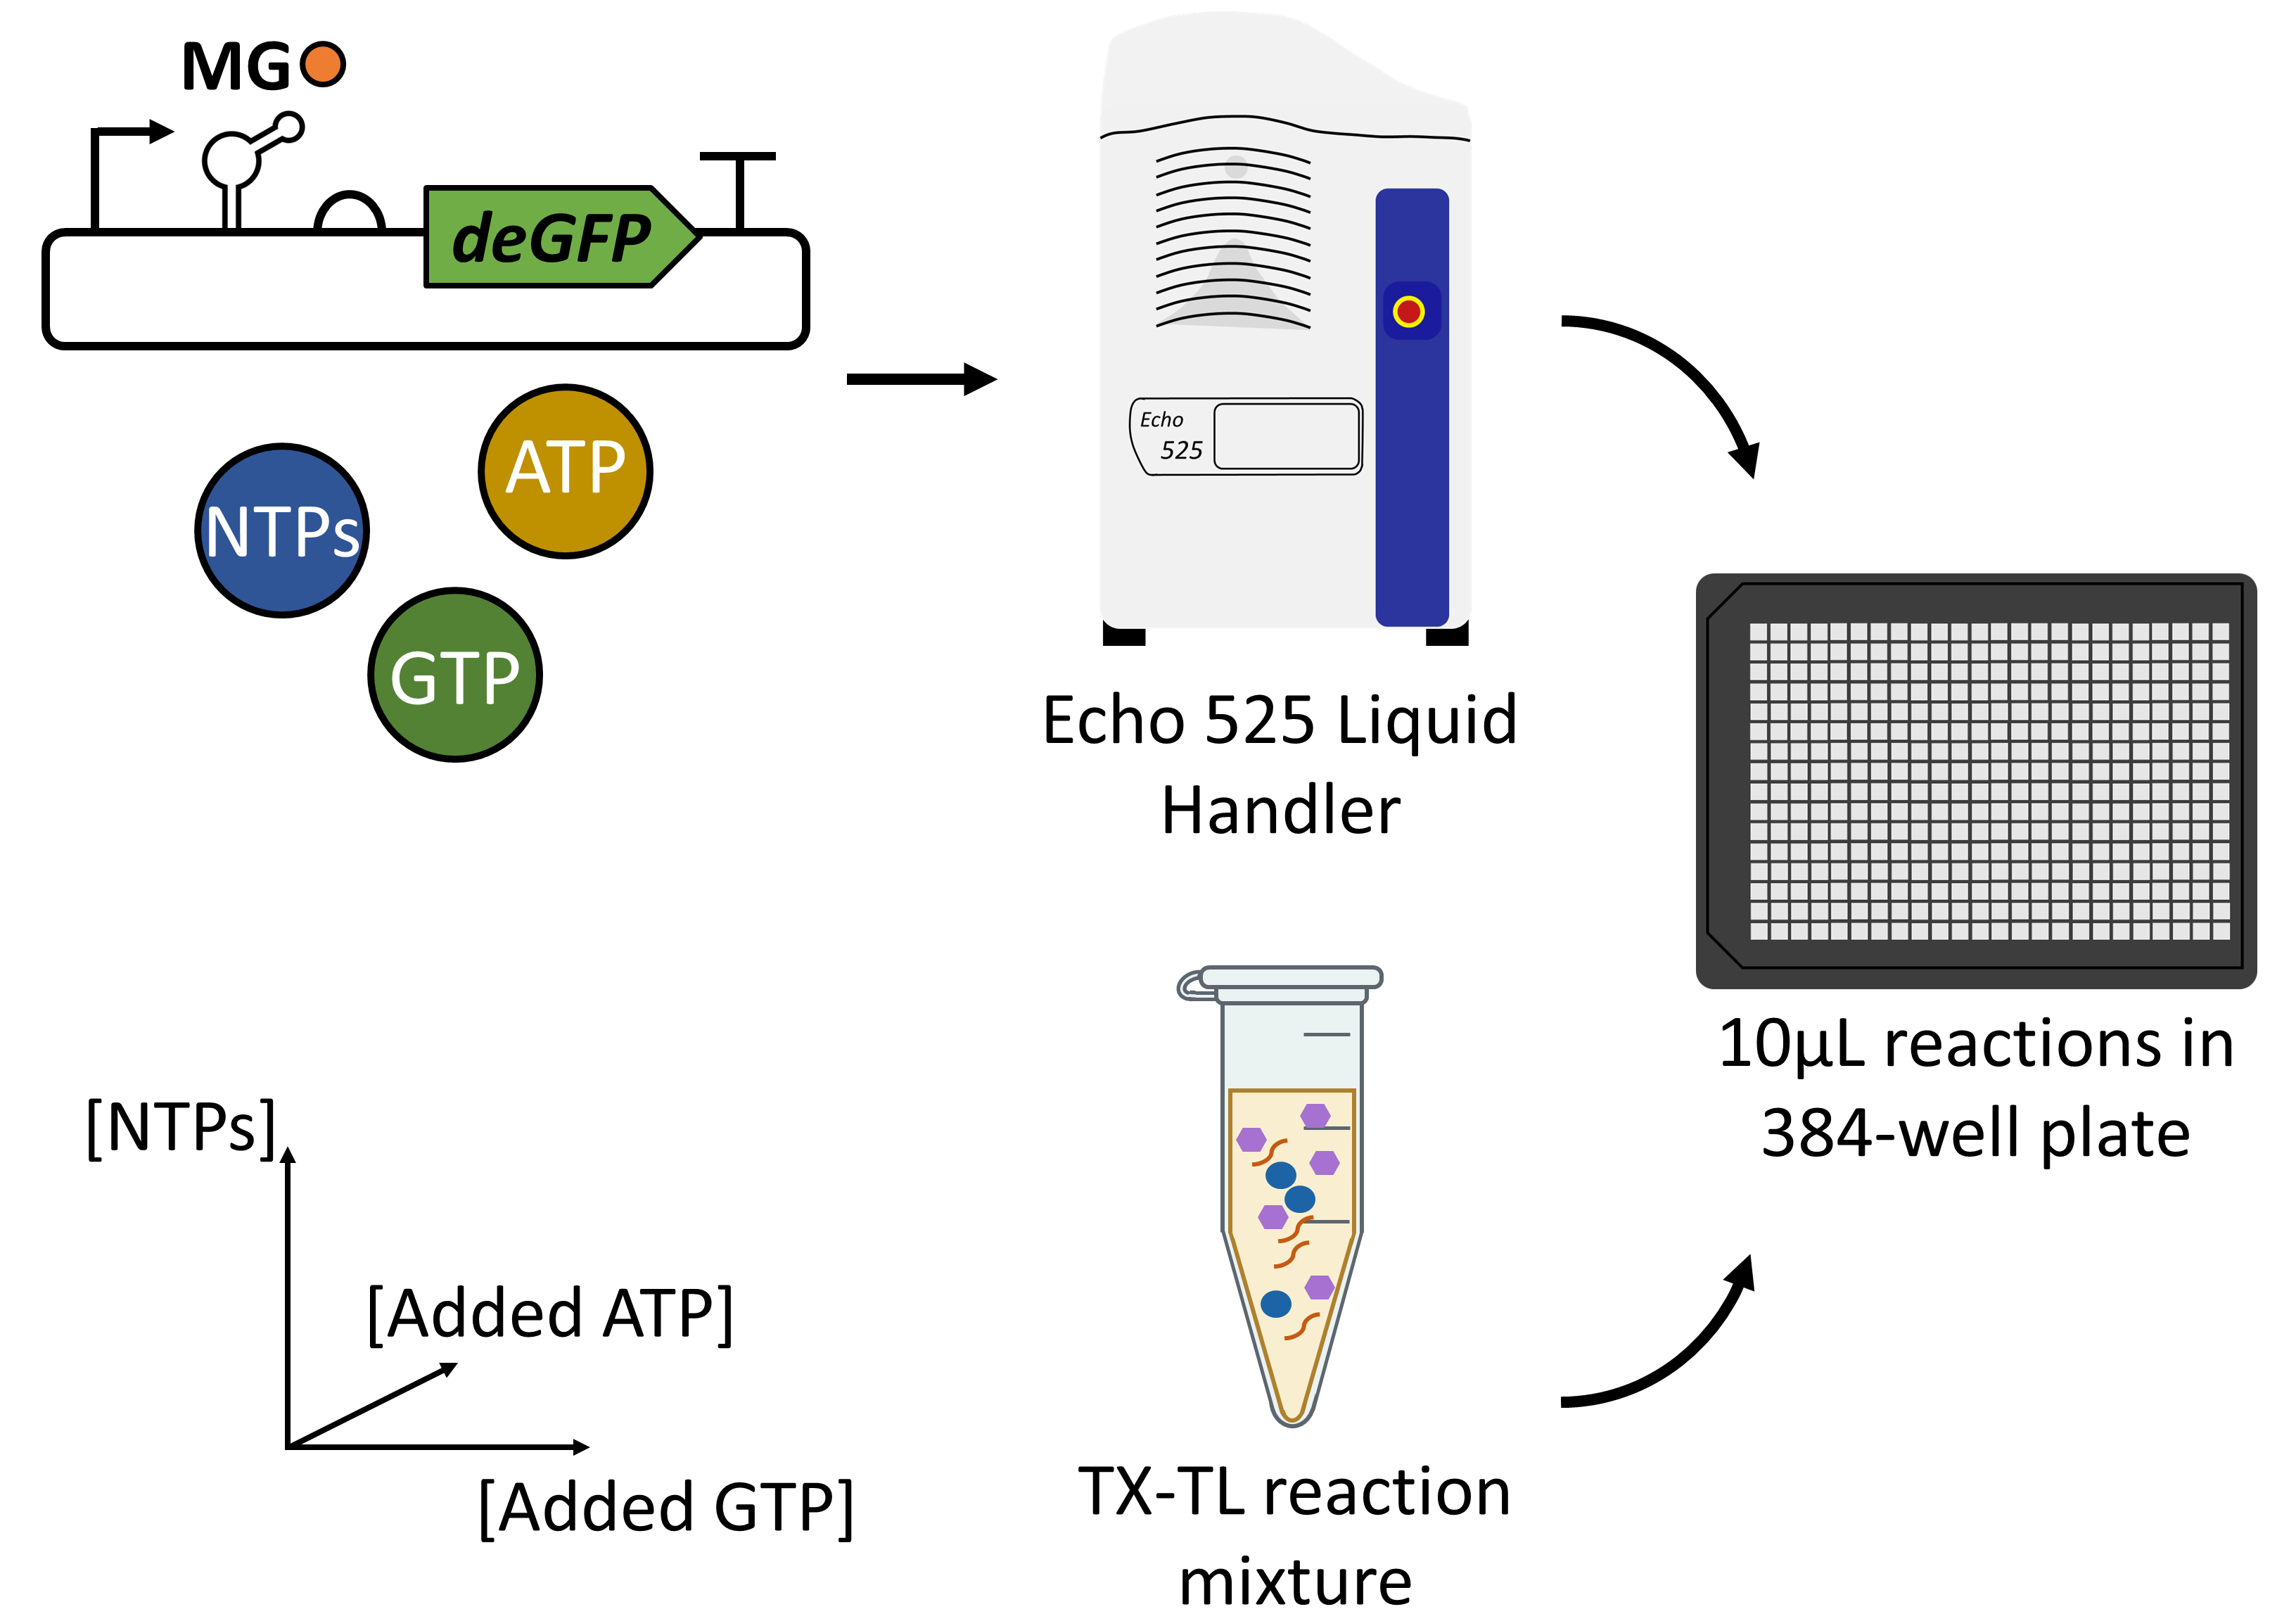 MG
deGFP
ATP
NTPs
GTP
Echo
525
Echo 525 Liquid
Handler
10µL reactions in
384-well plate
[NTPs]
[Added ATP]
[Added GTP]
TX-TL reaction
mixture